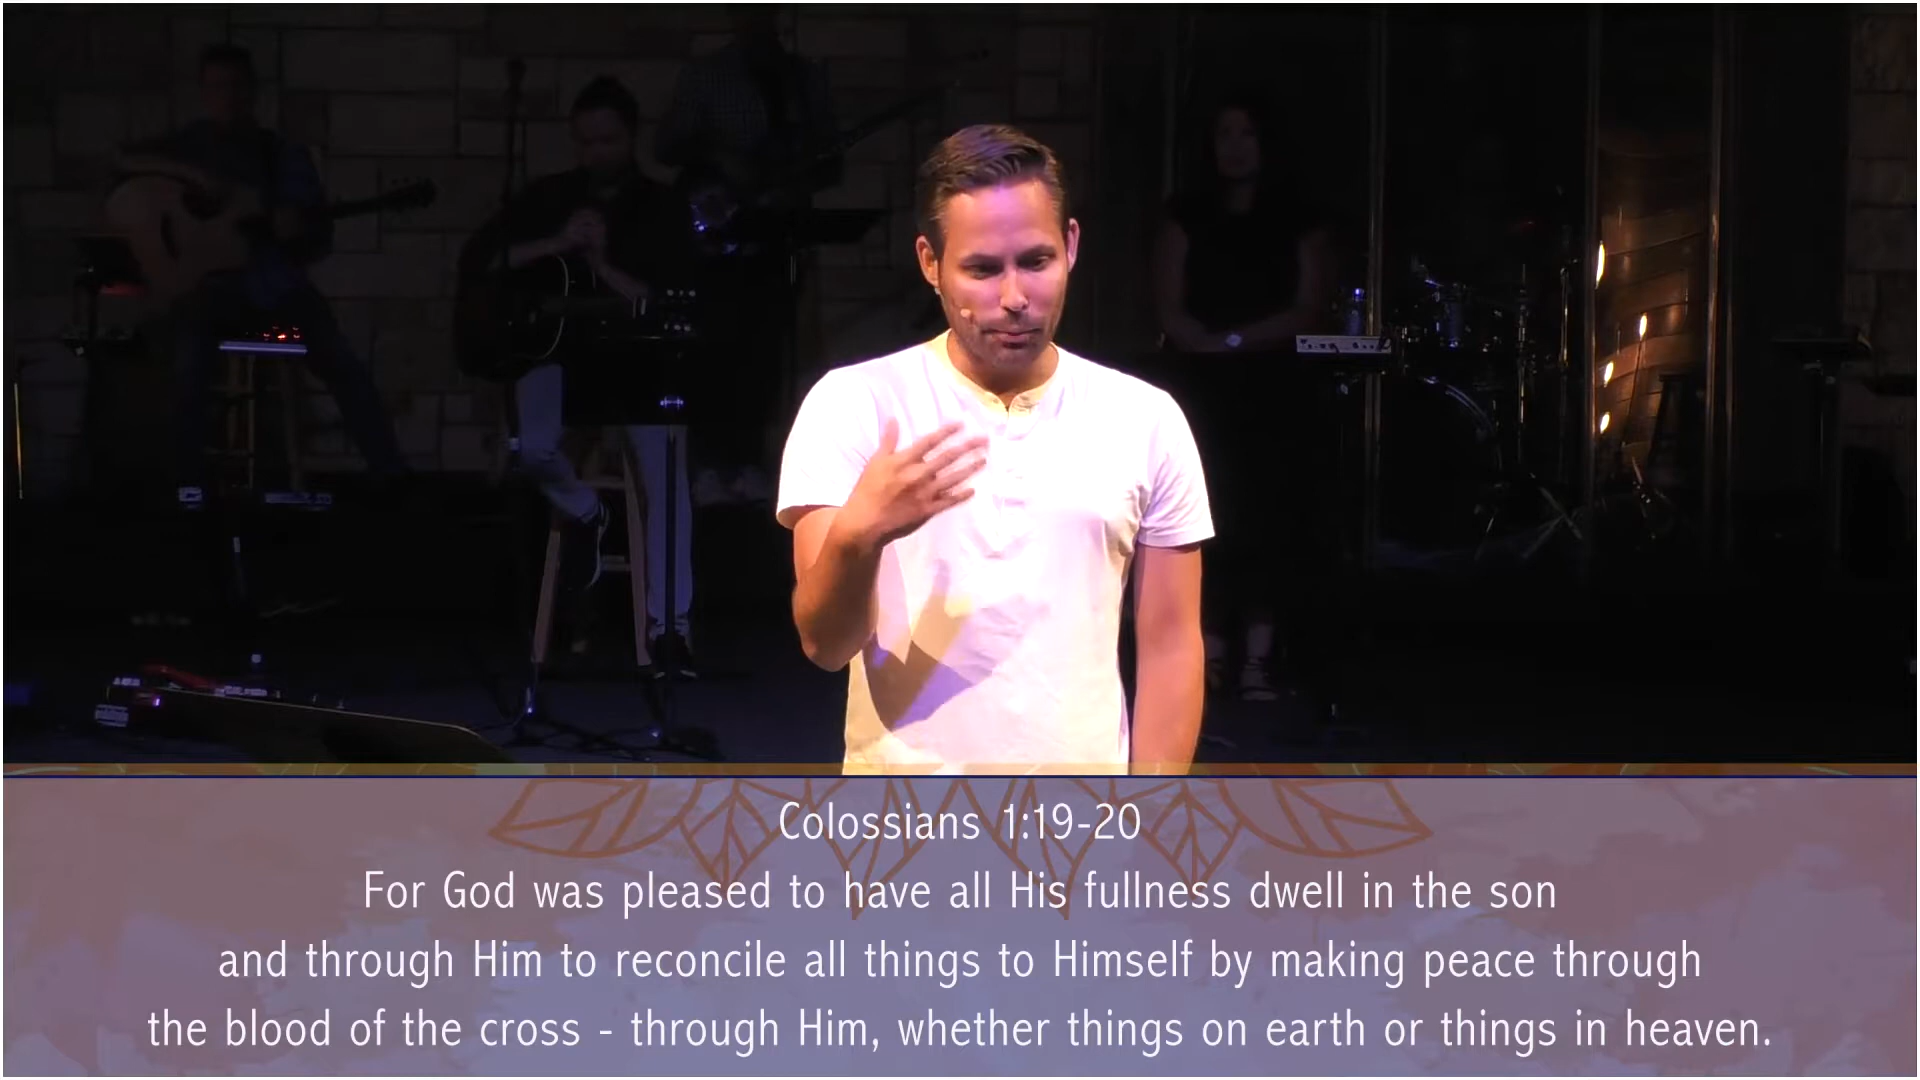 Colossians 1:19-20
For God was pleased to have all His fullness dwell in the son
and through Him to reconcile all things to Himself by making peace through
the blood of the cross - through Him, whether things on earth or things in heaven.